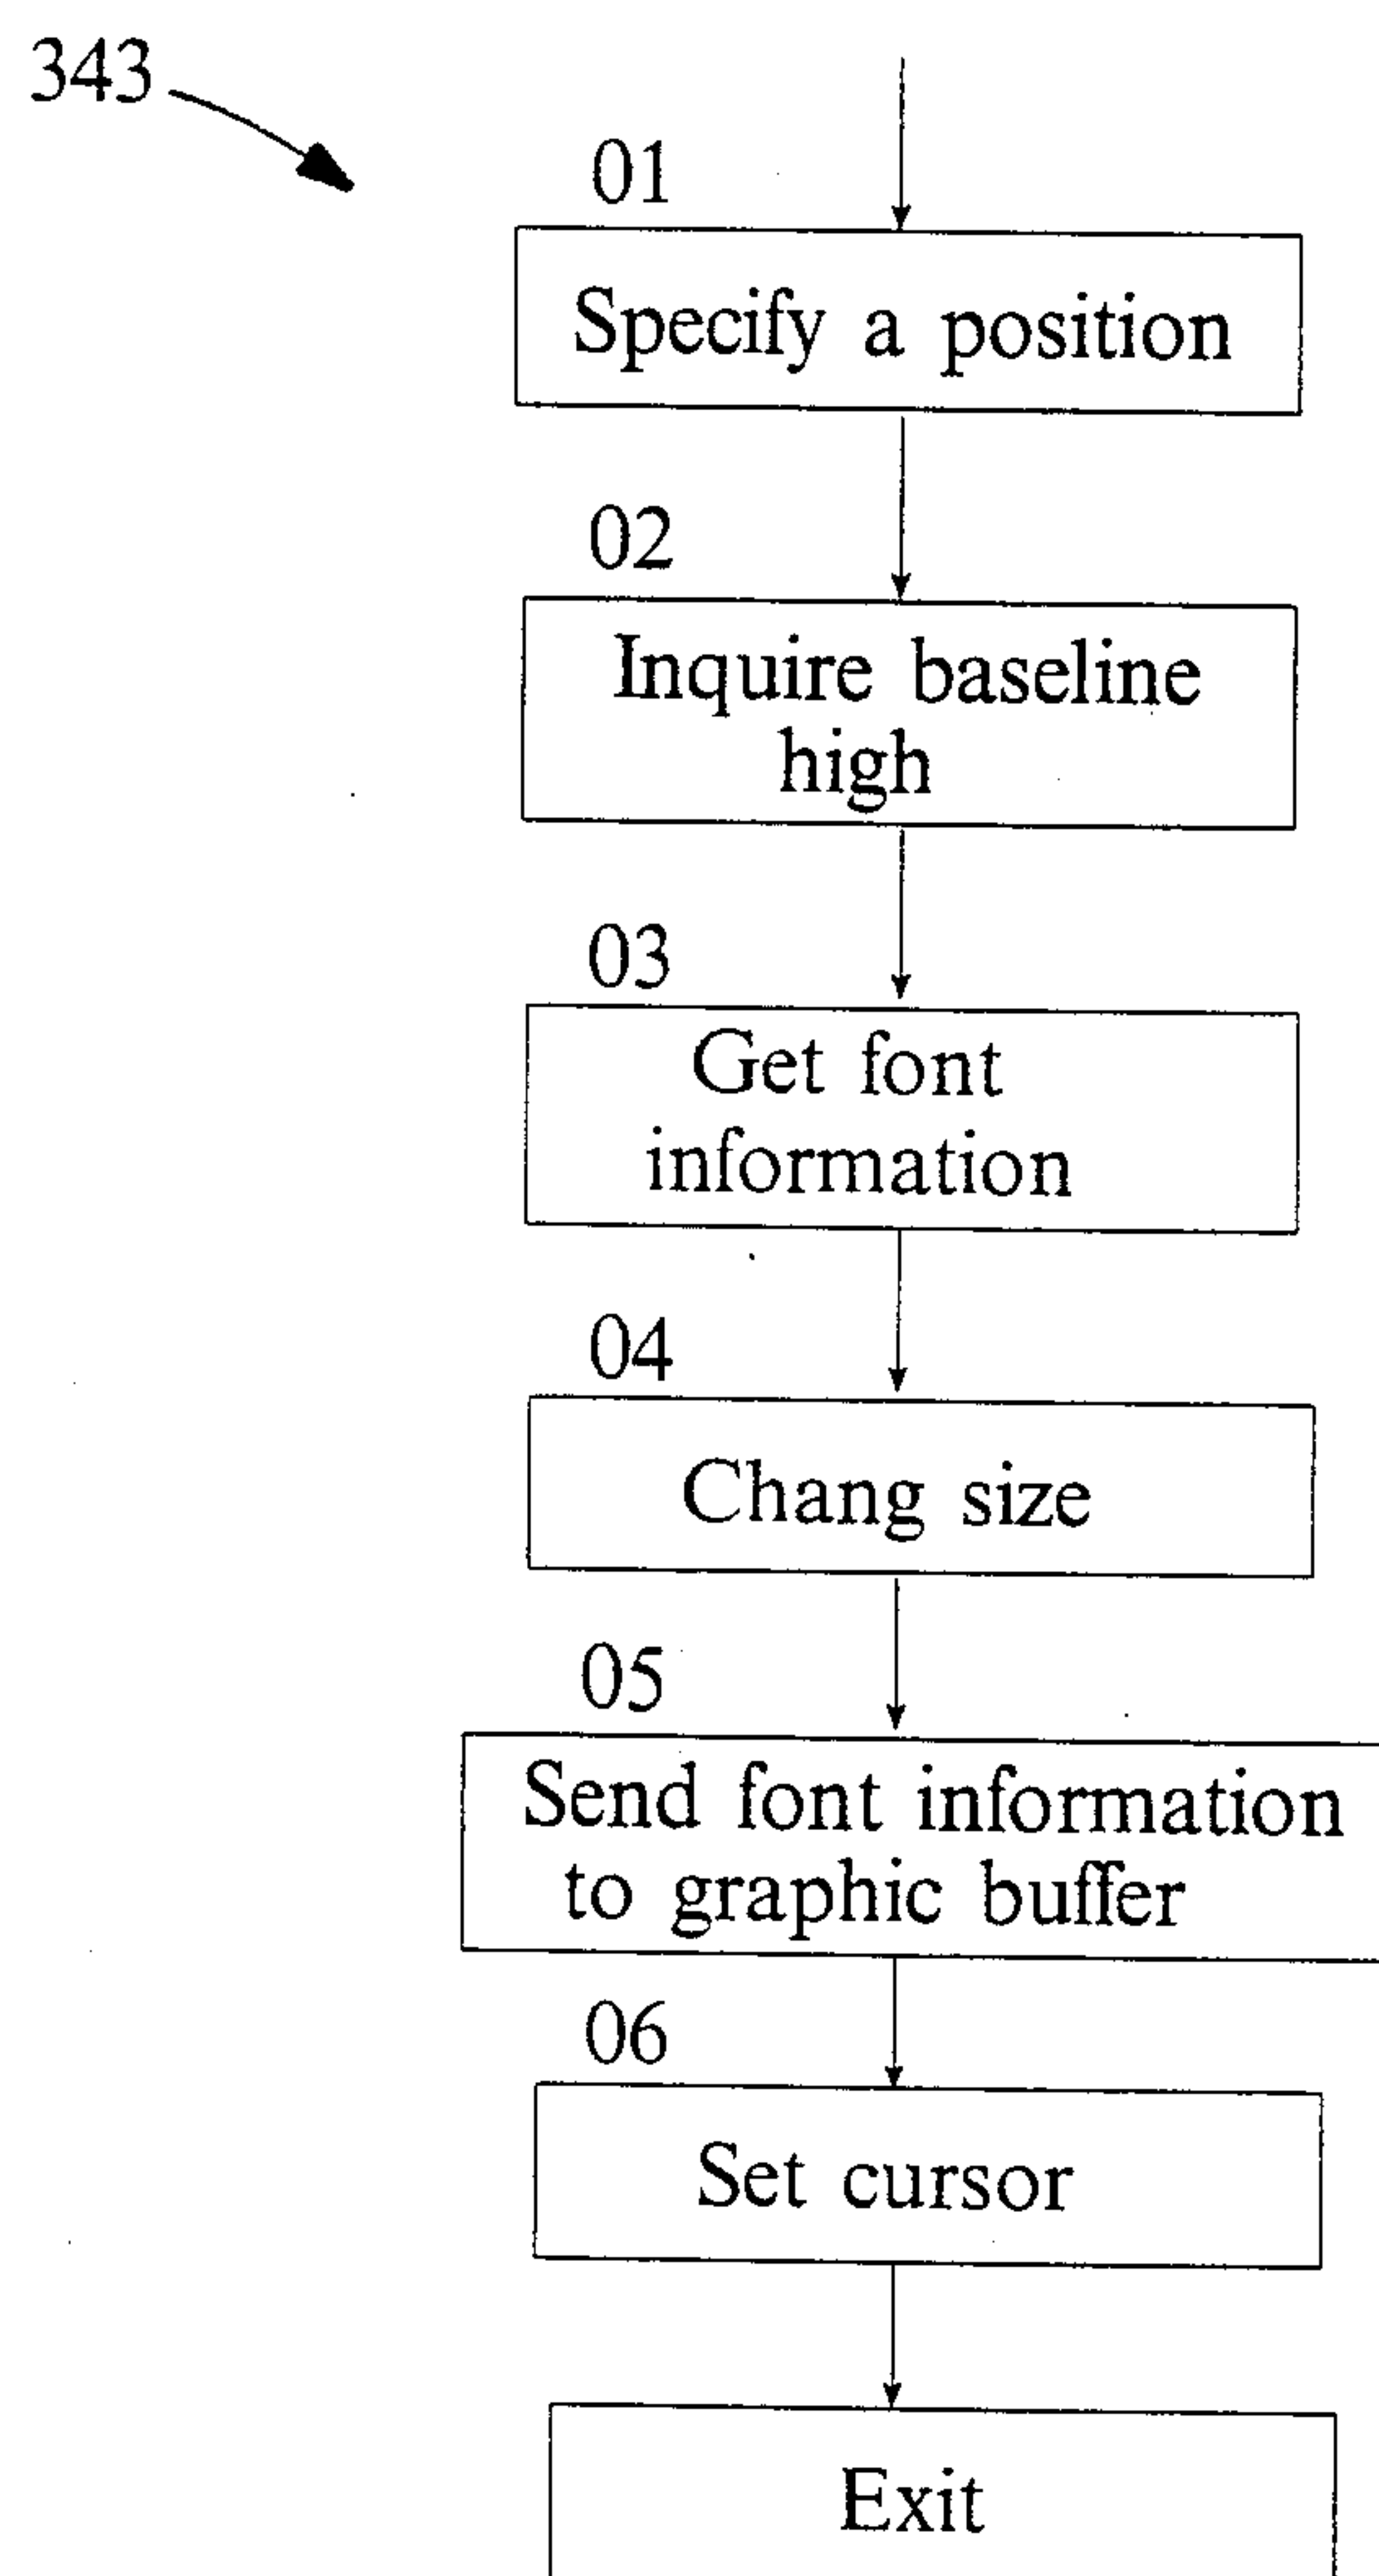 343
01
Specify a position
02
Inquire baseline
high
03
Get font
information
04
Chang size
05
Send font information
to graphic buffer
06
Set cursor
Exit